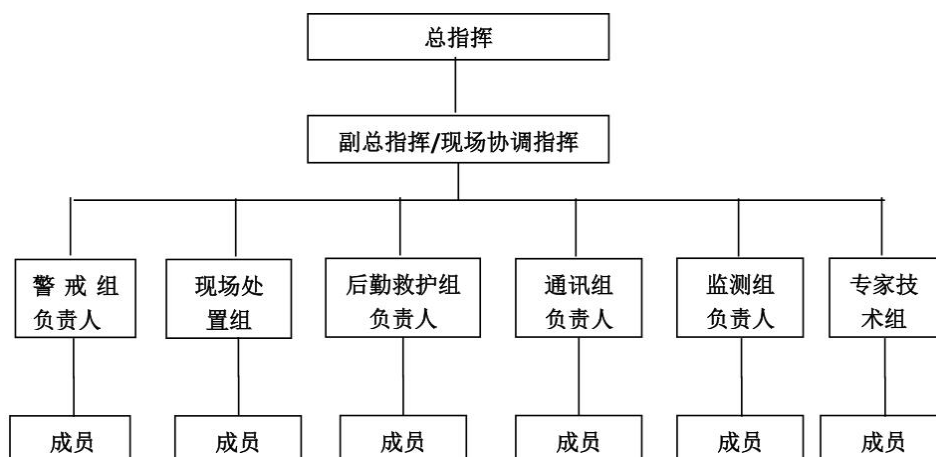 总指挥
副总指挥/现场协调指挥
警戒组
负责人
现场处
置组
后勤救护组
负责人
通讯组
负责人
监测组
负责人
专家技
术组
成员
成员
成员
成员
成员
成员